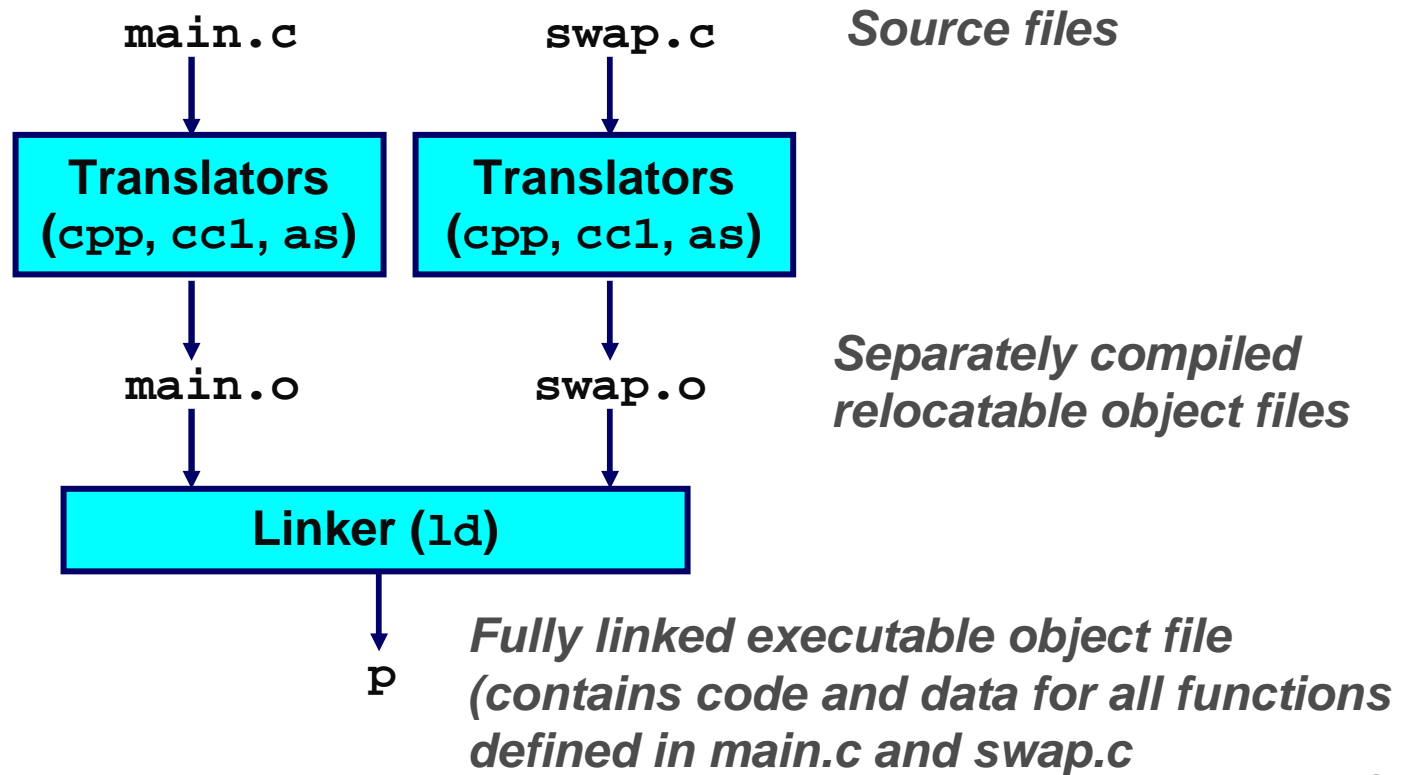 main.c swap.c Source files
Translators Translators
(cpp, cc1, as) (cpp, cc1, as)
main.o swap.o
Separately compiled
relocatable object files
Linker (ld)
p
Fully linked executable object file
(contains code and data for all functions
defined in main.c and swap.c